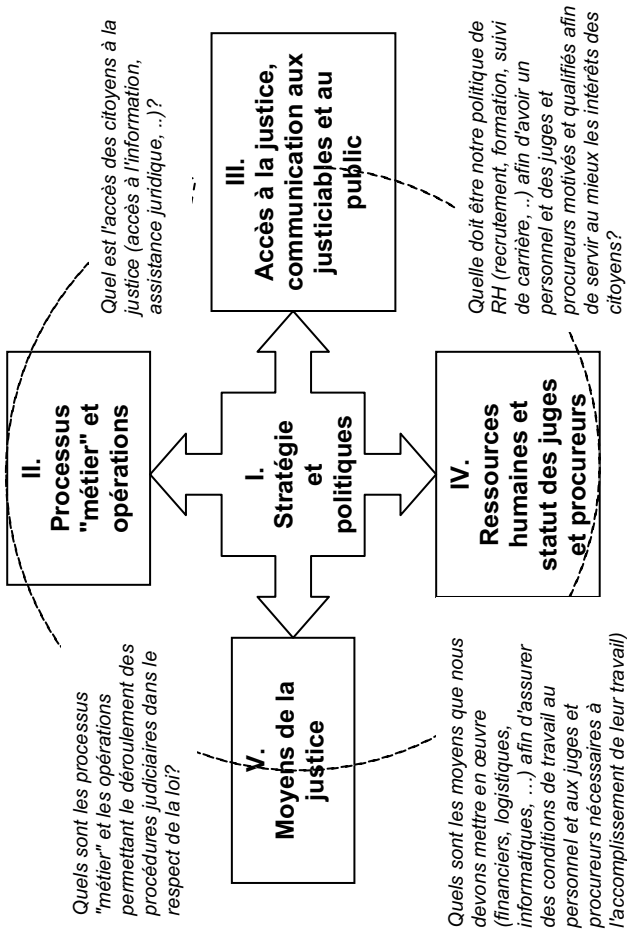 Quels sont les processus
"métier" et les opérations
permettant le déroulement des
procédures judiciaires dans le
respect de la loi?
II.
Processus
"métier" et
opérations
Quel est l'accès des citoyens à la
justice (accès à l'information,
assistance juridique, ..)?
V.
Moyens de la
justice
I.
Stratégie
et
politiques
III.
Accès à la justice,
communication aux
justiciables et au
public
Quels sont les moyens que nous
devons mettre en œuvre
(financiers, logistiques,
informatiques, ...) afin d'assurer
des conditions de travail au
personnel et aux juges et
procureurs nécessaires à
l'accomplissement de leur travail)
IV.
Ressources
humaines et
statut des juges
et procureurs
Quelle doit être notre politique de
RH (recrutement, formation, suivi
de carrière, ..) afin d'avoir un
personnel et des juges et
procureurs motivés et qualifiés afin
de servir au mieux les intérêts des
citoyens?